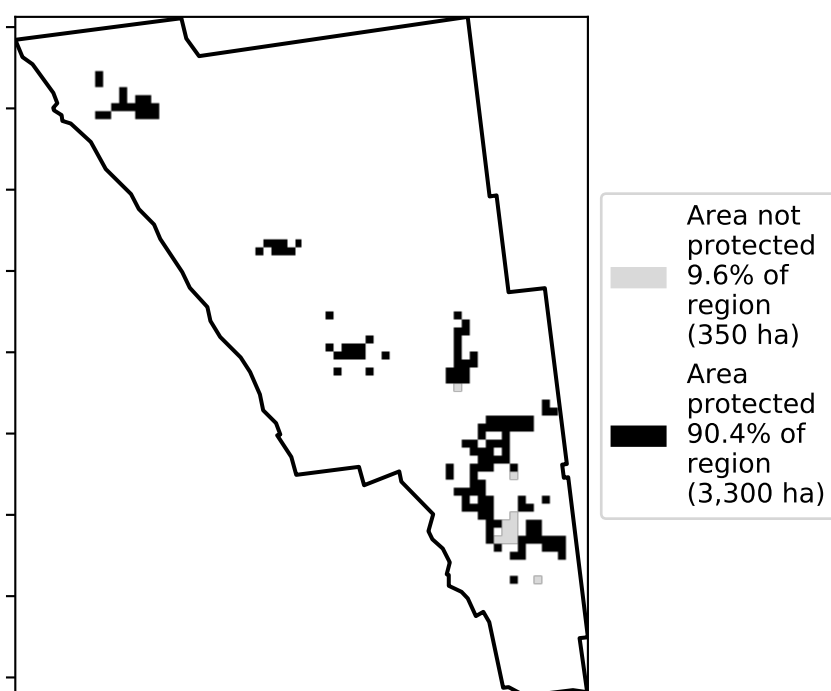 Area not
protected
9.6% of
region
(350 ha)
Area
protected
90.4% of
region
(3,300 ha)